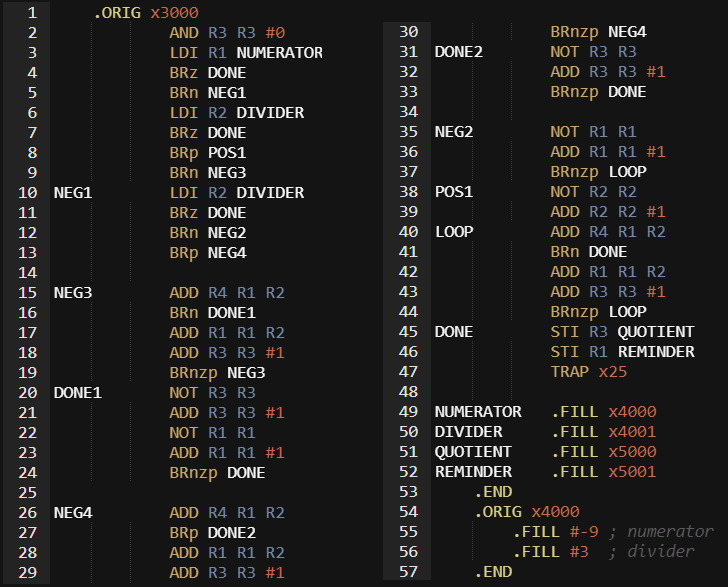 1 .ORIG x3000
2 AND R3 R3 #0
3 LDI R1 NUMERATOR
4 BRz DONE
5 BRn NEG1
6 LDI R2 DIVIDER
7 BRz DONE
8 BRp POS1
9 BRn NEG3
10 NEG1 LDI R2 DIVIDER
11 BRz DONE
12 BRn NEG2
13 BRp NEG4
14
15 NEG3 ADD R4 R1 R2
16 BRn DONE1
17 ADD R1 R1 R2
18 ADD R3 R3 #1
19 BRnzp NEG3
20 DONE1 NOT R3 R3
21 ADD R3 R3 #1
22 NOT R1 R1
23 ADD R1 R1 #1
24 BRnzp DONE
25
26 NEG4 ADD R4 R1 R2
27 BRp DONE2
28 ADD R1 R1 R2
29 ADD R3 R3 #1
30 BRnzp NEG4
31 DONE2 NOT R3 R3
32 ADD R3 R3 #1
33 BRnzp DONE
34
35 NEG2 NOT R1 R1
36 ADD R1 R1 #1
37 BRnzp LOOP
38 POS1 NOT R2 R2
39 ADD R2 R2 #1
40 LOOP ADD R4 R1 R2
41 BRn DONE
42 ADD R1 R1 R2
43 ADD R3 R3 #1
44 BRnzp LOOP
45 DONE STI R3 QUOTIENT
46 STI R1 REMINDER
47 TRAP x25
48
49 NUMERATOR .FILL x4000
50 DIVIDER .FILL x4001
51 QUOTIENT .FILL x5000
52 REMINDER .FILL x5001
53 .END
54 .ORIG x4000
55 .FILL #-9 ; numerator
56 .FILL #3 ; divider
57 .END